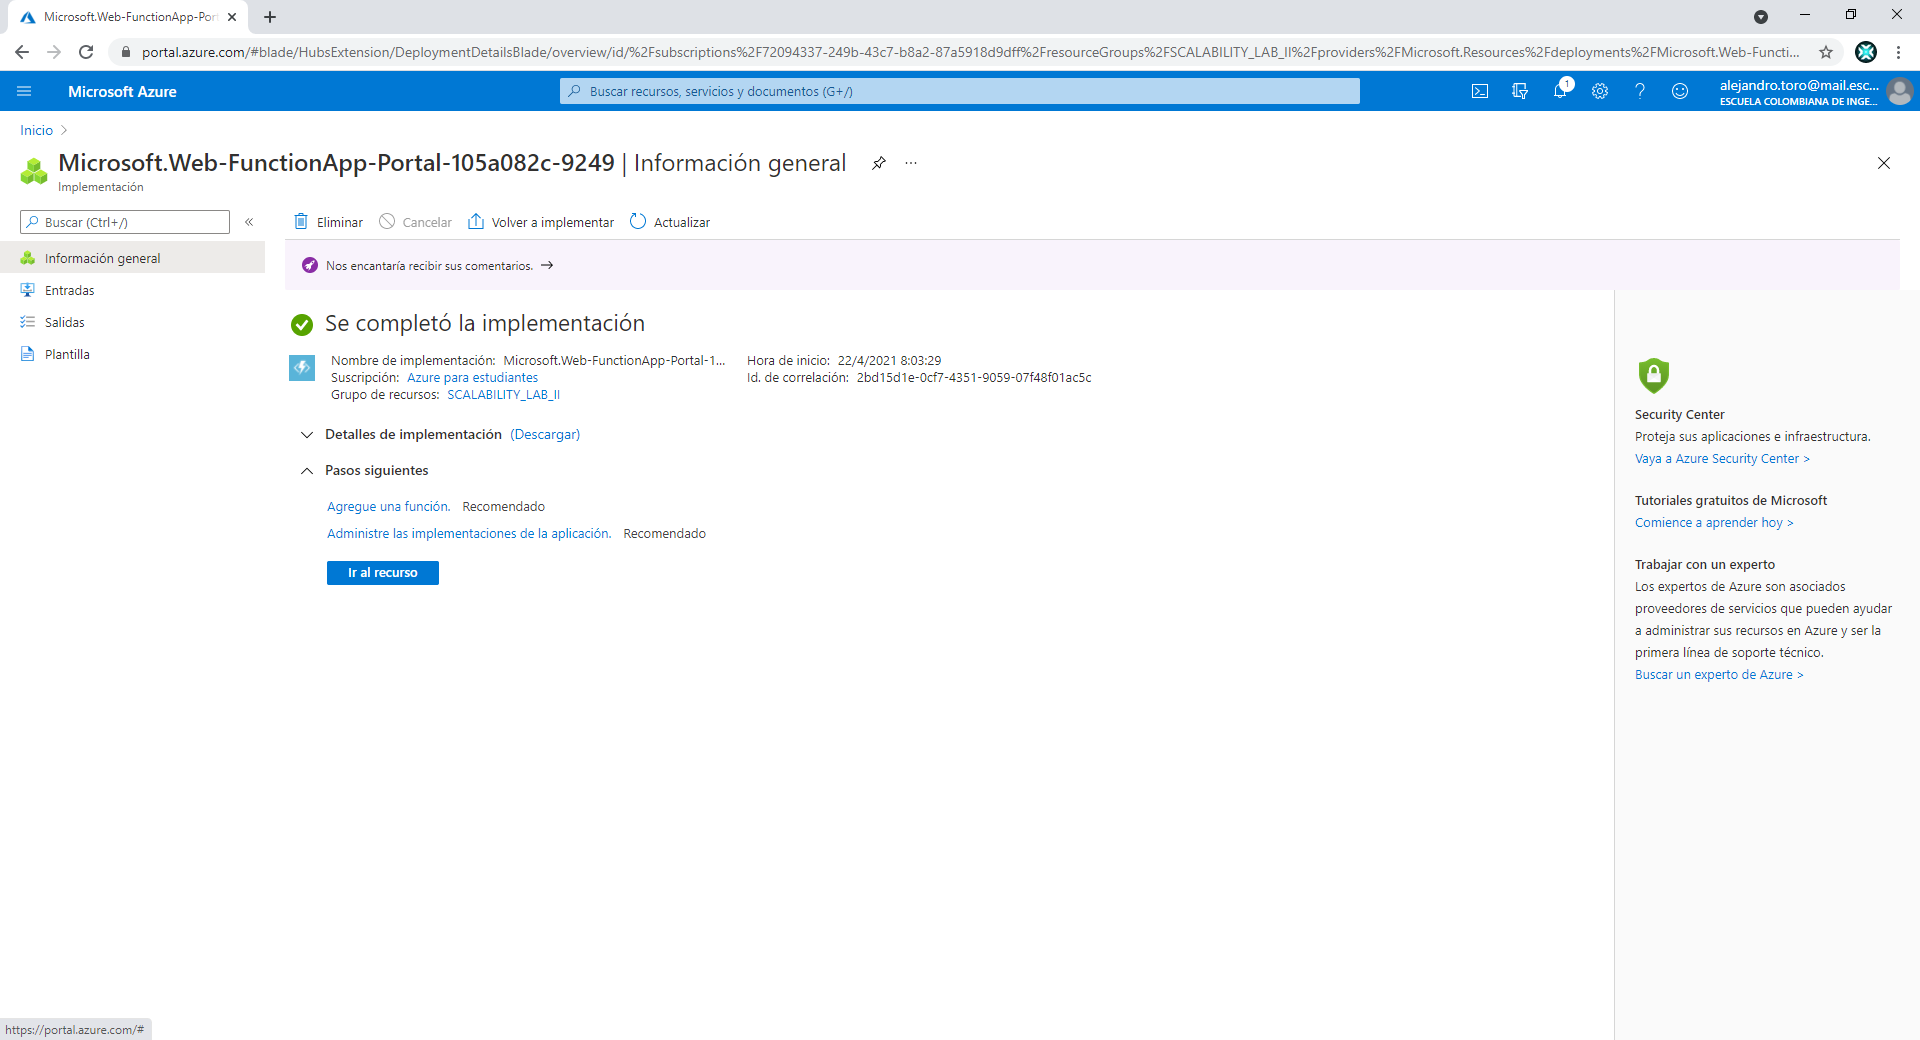 Microsoft.Web-FunctionApp-Port
portal.azure.com/#blade/HubsExtension/DeploymentDetailsBlade/overview/id/%2Fsubscriptions%2F72094337-249b-43c7-b8a2-87a5918d9dff%2FresourceGroups%2FSCALABILITY_LAB_II%2Fproviders%2FMicrosoft.Resources%2Fdeployments%2FMicrosoft.Web-Functi...
Microsoft Azure
Buscar recursos, servicios y documentos (G+/)
1
alejandro.toro@mail.esc...
ESCUELA COLOMBIANA DE INGE...
Inicio
Microsoft.Web-FunctionApp-Portal-105a082c-9249 | Información general
Implementación
Buscar (Ctrl+/)
Información general
Entradas
Salidas
Plantilla
Eliminar
Cancelar
Volver a implementar
Actualizar
Nos encantaría recibir sus comentarios. →
Se completó la implementación
Nombre de implementación: Microsoft.Web-FunctionApp-Portal-1...
Suscripción: Azure para estudiantes
Grupo de recursos: SCALABILITY_LAB_II
Hora de inicio: 22/4/2021 8:03:29
Id. de correlación: 2bd15d1e-0cf7-4351-9059-07f48f01ac5c
Detalles de implementación (Descargar)
Pasos siguientes
Agregue una función. Recomendado
Administre las implementaciones de la aplicación. Recomendado
Ir al recurso
Security Center
Proteja sus aplicaciones e infraestructura.
Vaya a Azure Security Center >
Tutoriales gratuitos de Microsoft
Comience a aprender hoy >
Trabajar con un experto
Los expertos de Azure son asociados
proveedores de servicios que pueden ayudar
a administrar sus recursos en Azure y ser la
primera línea de soporte técnico.
Buscar un experto de Azure >
https://portal.azure.com/#